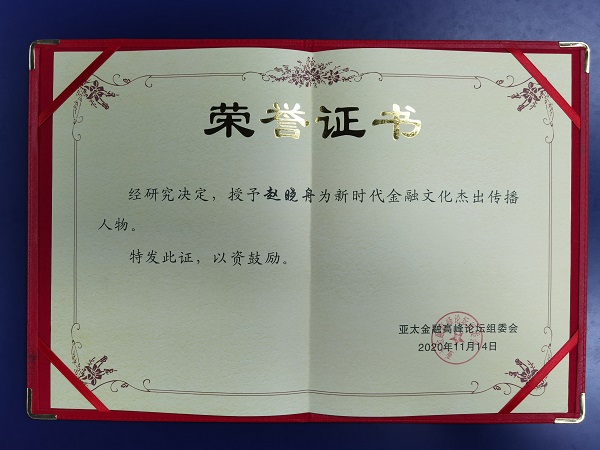 荣誉证书
经研究决定，授予赵晓舟为新时代金融文化杰出传播
人物。
特发此证，以资鼓励。
亚太金融高峰论坛组委会
2020年11月14日